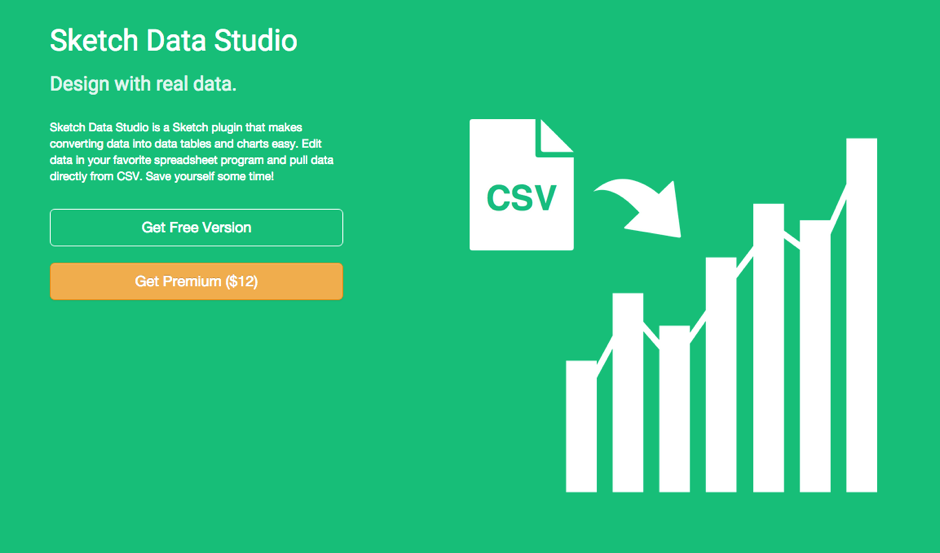 Sketch Data Studio
Design with real data.
Sketch Data Studio is a Sketch plugin that makes
converting data into data tables and charts easy. Edit
data in your favorite spreadsheet program and pull data
directly from CSV. Save yourself some time!
Get Free Version
Get Premium ($12)
CSV